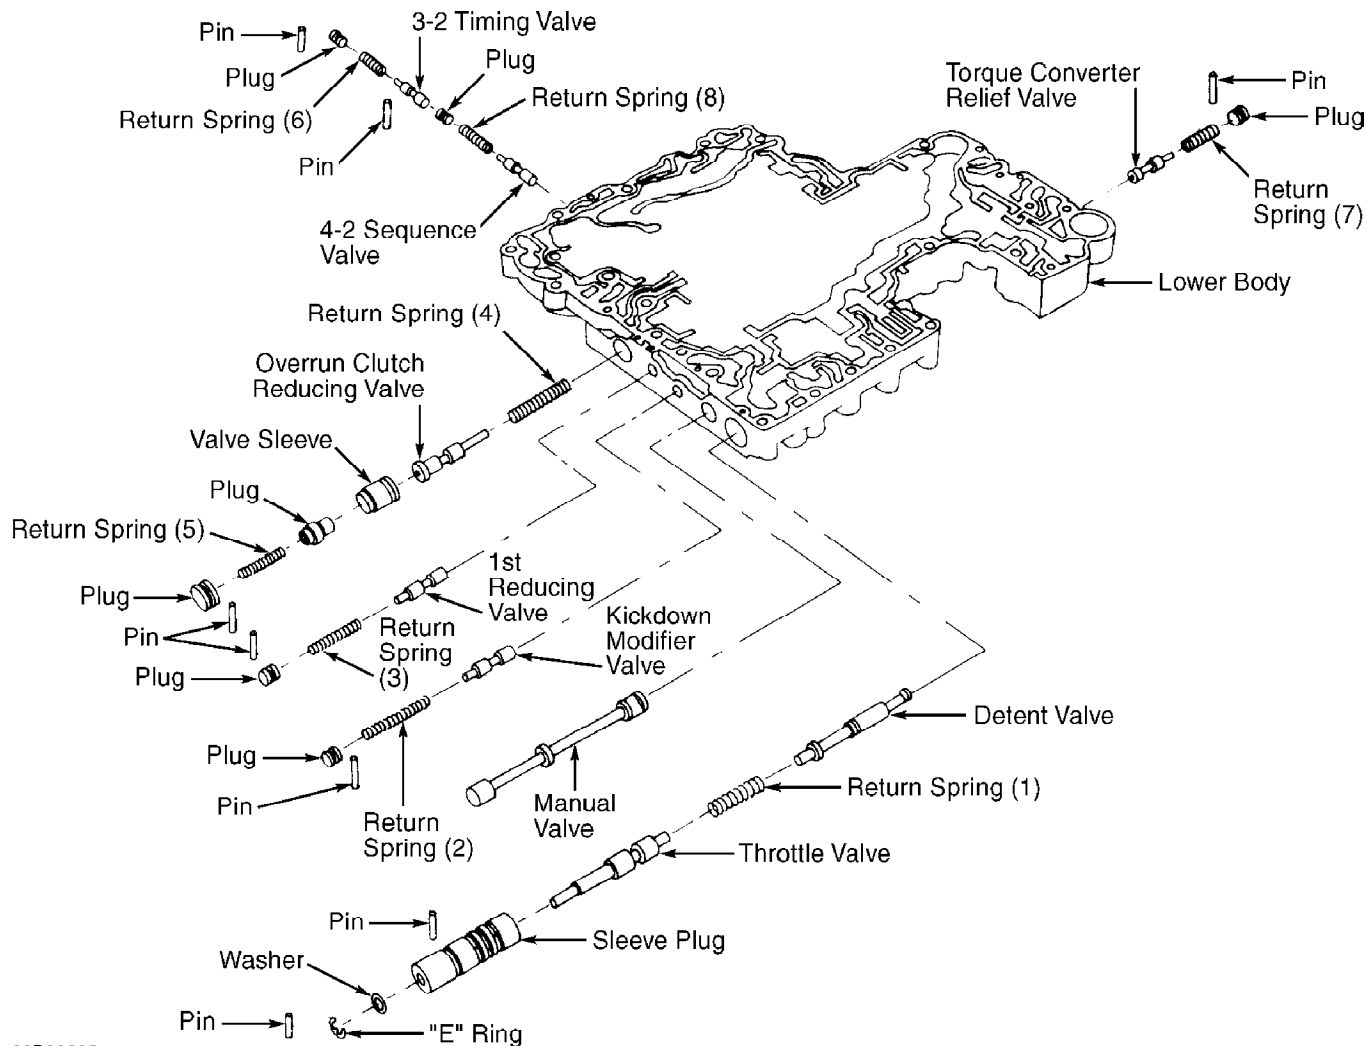 3-2 Timing Valve
Pin
Plug
Plug
Return Spring (6)
Return Spring (8)
Pin
4-2 Sequence
Valve
Torque Converter
Relief Valve
Pin
Plug
Return
Spring (7)
Lower Body
Return Spring (4)
Overrun Clutch
Reducing Valve
Valve Sleeve
Plug
Return Spring (5)
Plug
Pin
Plug
1st
Reducing
Valve
Return
Spring
(3)
Kickdown
Modifier
Valve
Plug
Pin
Return
Spring (2)
Manual
Valve
Detent Valve
Return Spring (1)
Throttle Valve
Pin
Sleeve Plug
Washer
Pin
"E" Ring